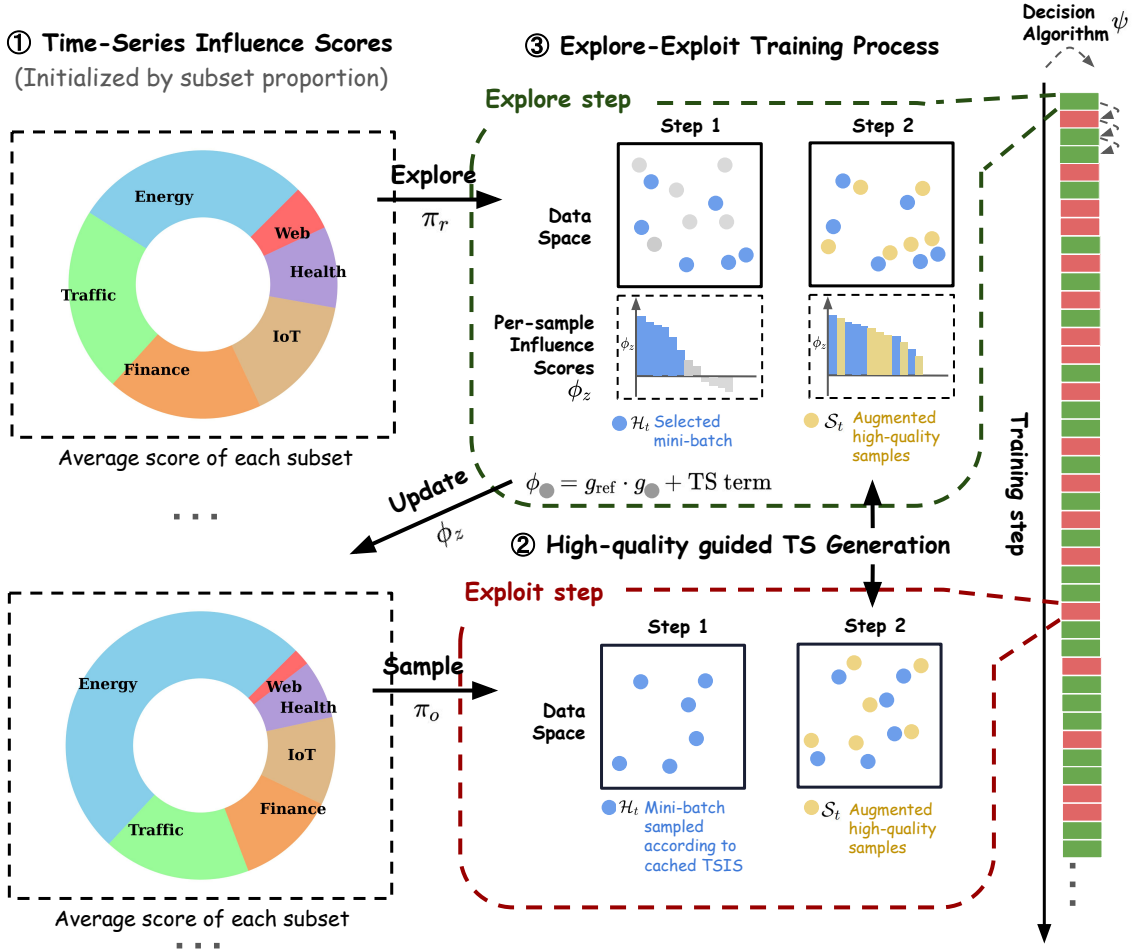 ① Time-Series Influence Scores
(Initialized by subset proportion)
Energy
Web
Health
Traffic
IoT
Finance
Average score of each subset
...
Explore
π_r
③ Explore-Exploit Training Process
Explore step
Step 1
Step 2
Data
Space
Per-sample
Influence
Scores
ϕ_z
ϕ_z
ϕ_z
H_t Selected
mini-batch
S_t Augmented
high-quality
samples
ϕ = g_ref · g + TS term
Update
ϕ_z
② High-quality guided TS Generation
Exploit step
Energy
Web
Health
IoT
Traffic
Finance
Average score of each subset
...
Sample
π_o
Step 1
Step 2
Data
Space
H_t Mini-batch
sampled
according to
cached TSIS
S_t Augmented
high-quality
samples
Decision
Algorithm ψ
Training step
...